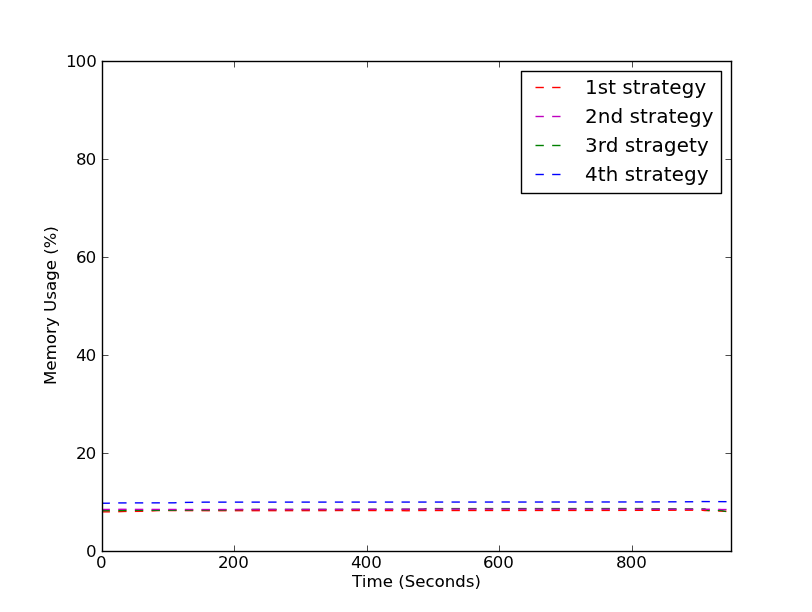 100
80
60
40
20
0
Memory Usage (%)
1st strategy
2nd strategy
3rd stragety
4th strategy
0 200 400 600 800
Time (Seconds)